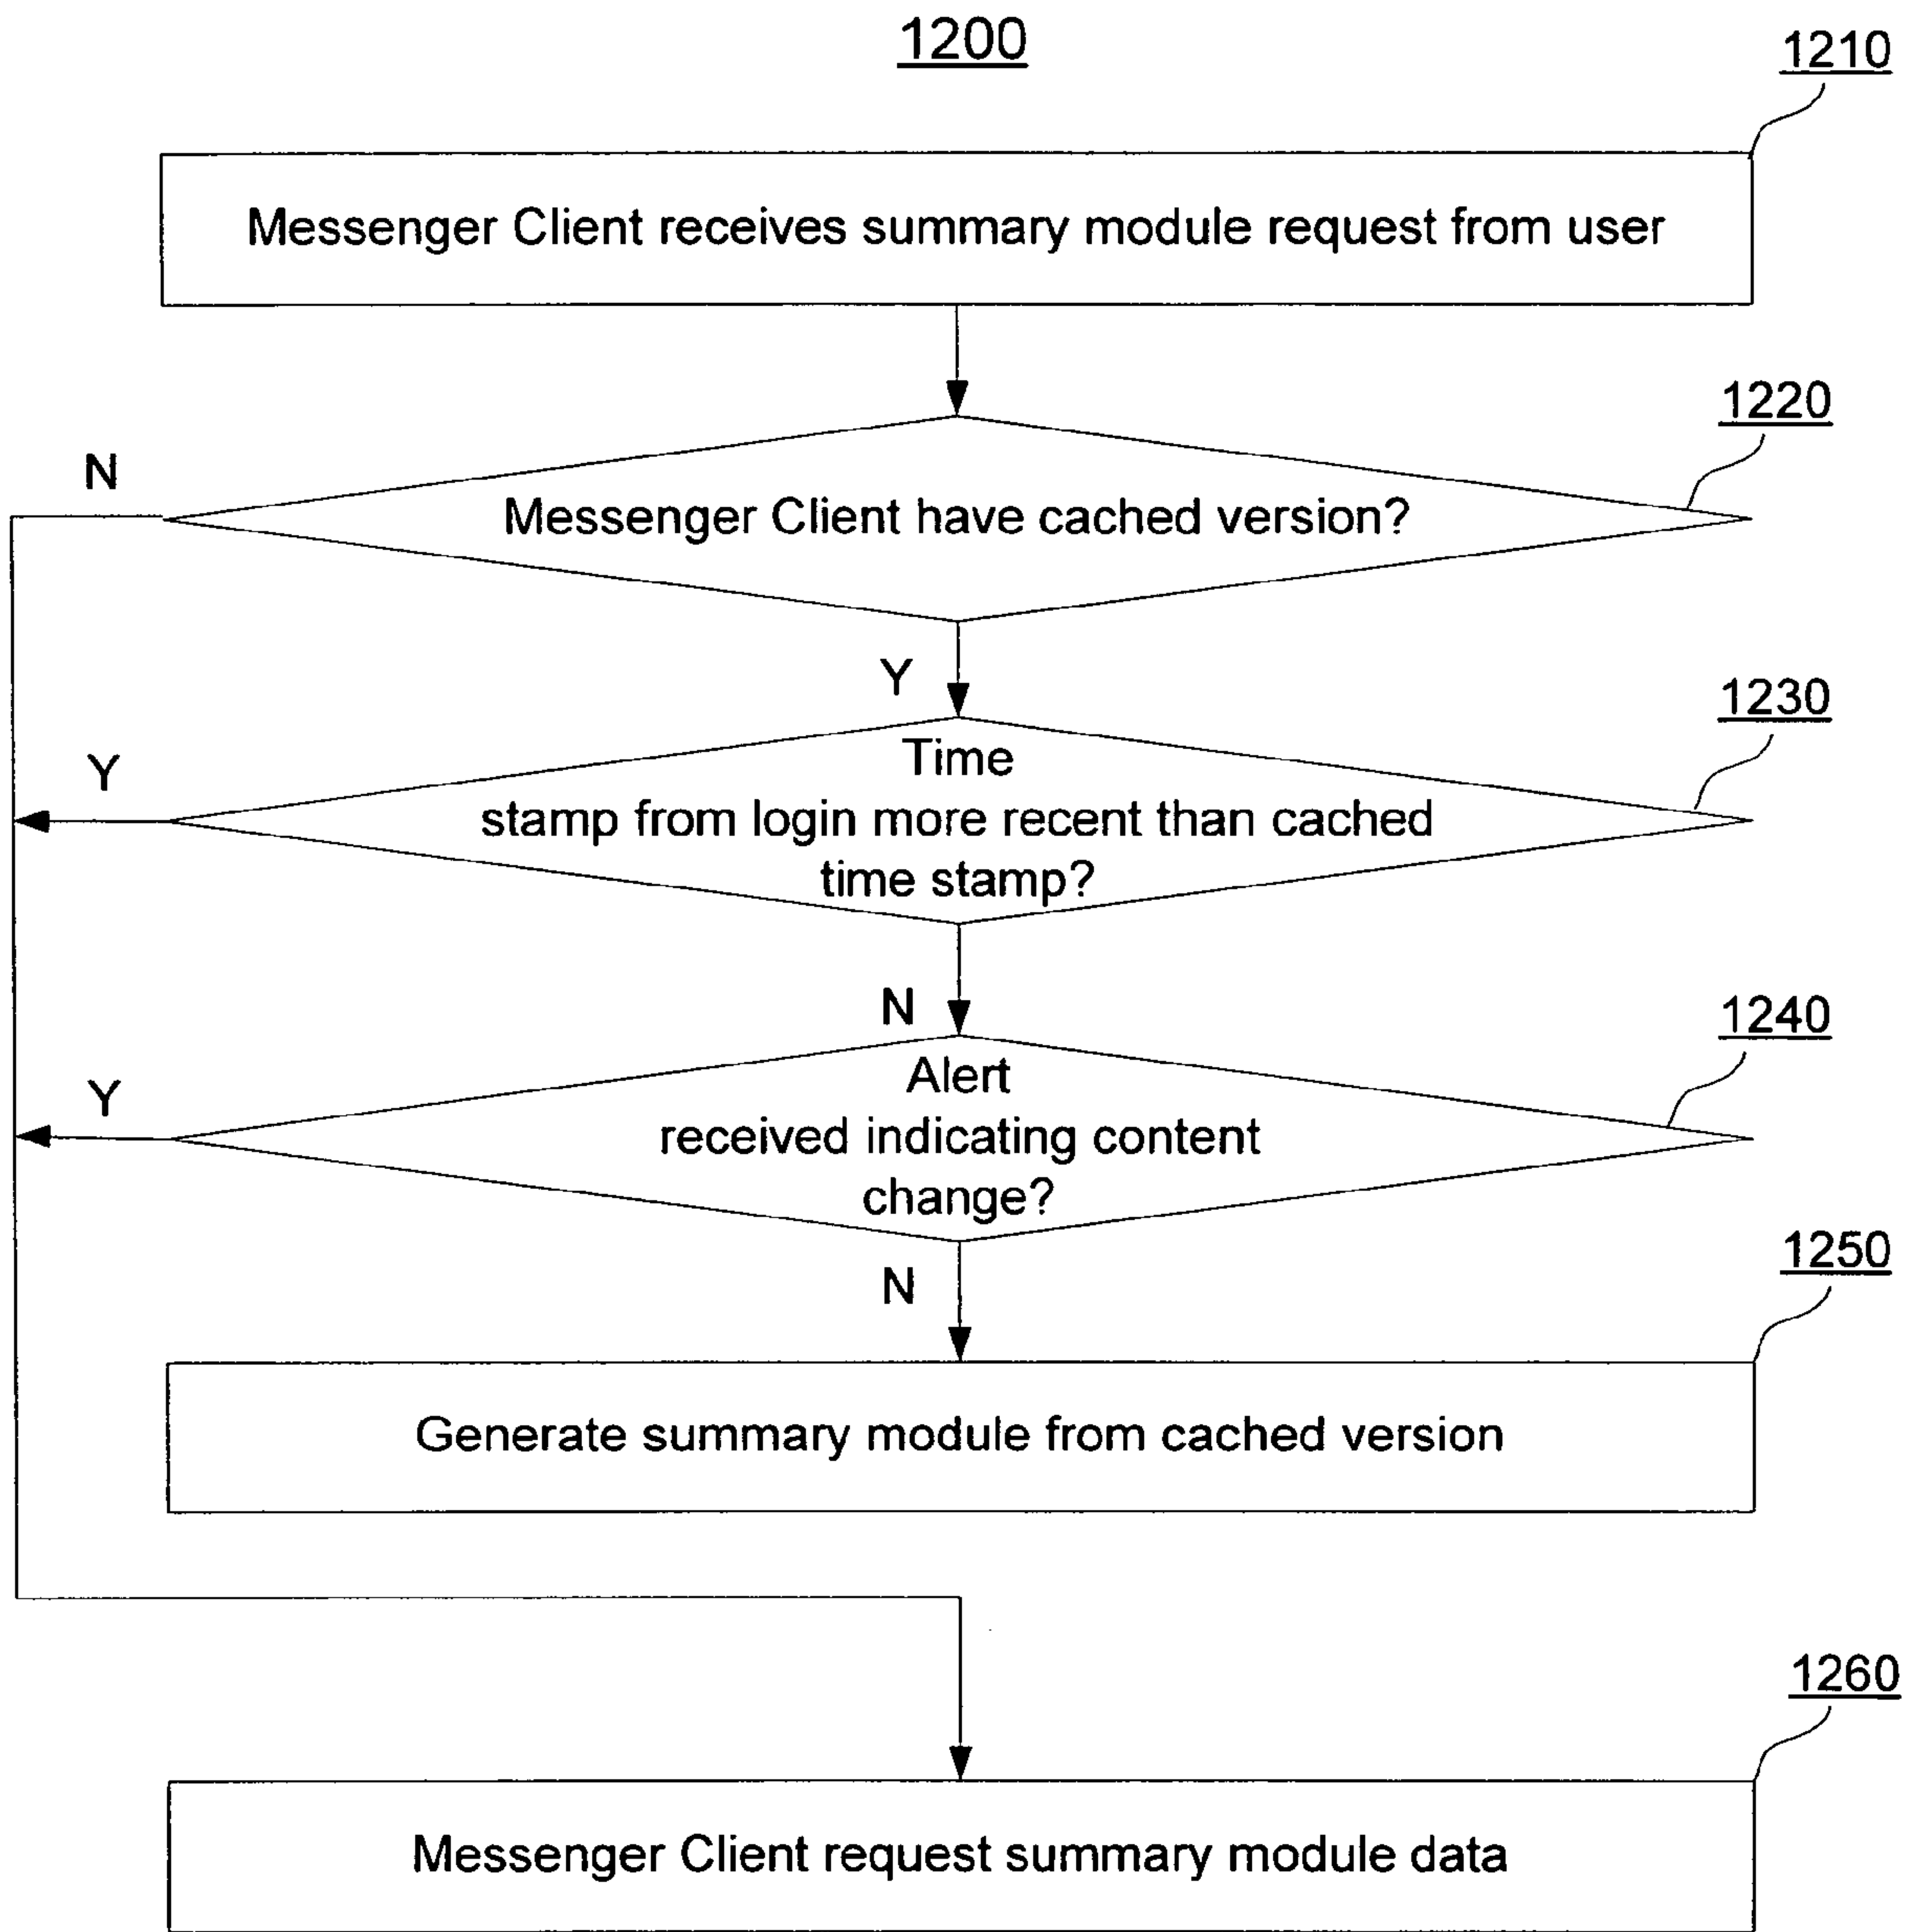 1200
1210
Messenger Client receives summary module request from user
1220
N
Messenger Client have cached version?
Y
1230
Y
Time
stamp from login more recent than cached
time stamp?
N
1240
Y
Alert
received indicating content
change?
N
1250
Generate summary module from cached version
1260
Messenger Client request summary module data